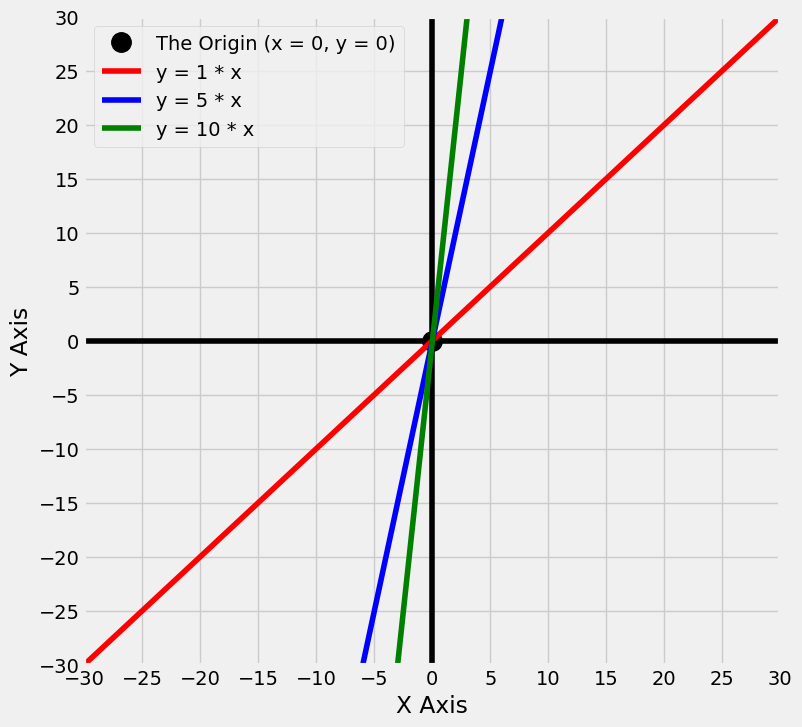 The Origin (x = 0, y = 0)
y = 1 * x
y = 5 * x
y = 10 * x
30
25
20
15
10
5
0
−5
−10
−15
−20
−25
−30
Y Axis
−30 −25 −20 −15 −10 −5 0 5 10 15 20 25 30
X Axis